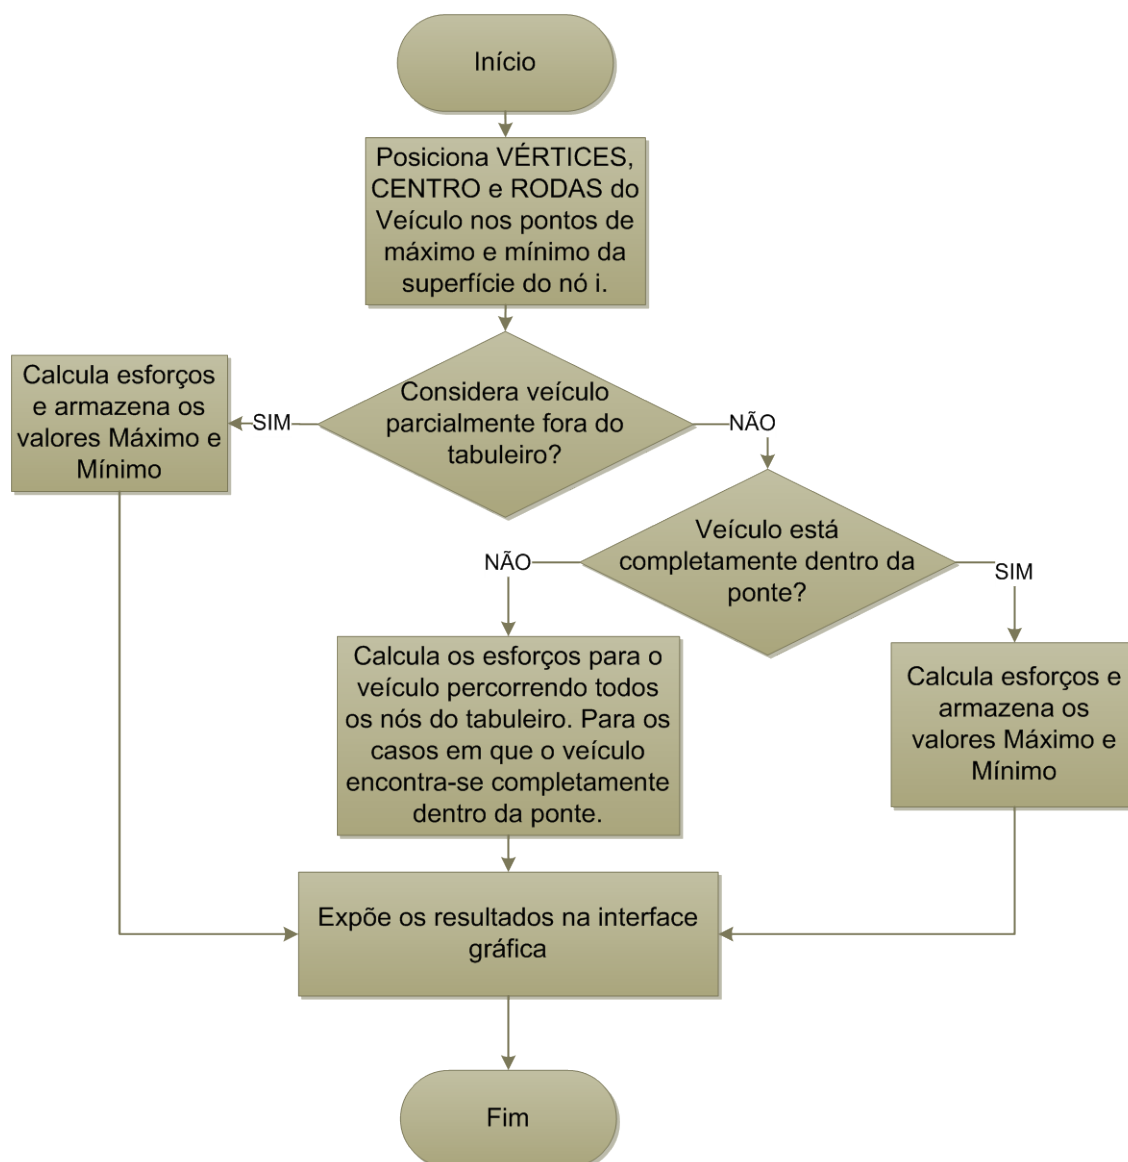 Início
Posiciona VÉRTICES,
CENTRO e RODAS do
Veículo nos pontos de
máximo e mínimo da
superfície do nó i.
Considera veículo
parcialmente fora do
tabuleiro?
SIM
Calcula esforços
e armazena os
valores Máximo e
Mínimo
NÃO
Veículo está
completamente dentro da
ponte?
NÃO
SIM
Calcula os esforços para o
veículo percorrendo todos
os nós do tabuleiro. Para os
casos em que o veículo
encontra-se completamente
dentro da ponte.
Calcula esforços e
armazena os
valores Máximo e
Mínimo
Expõe os resultados na interface
gráfica
Fim